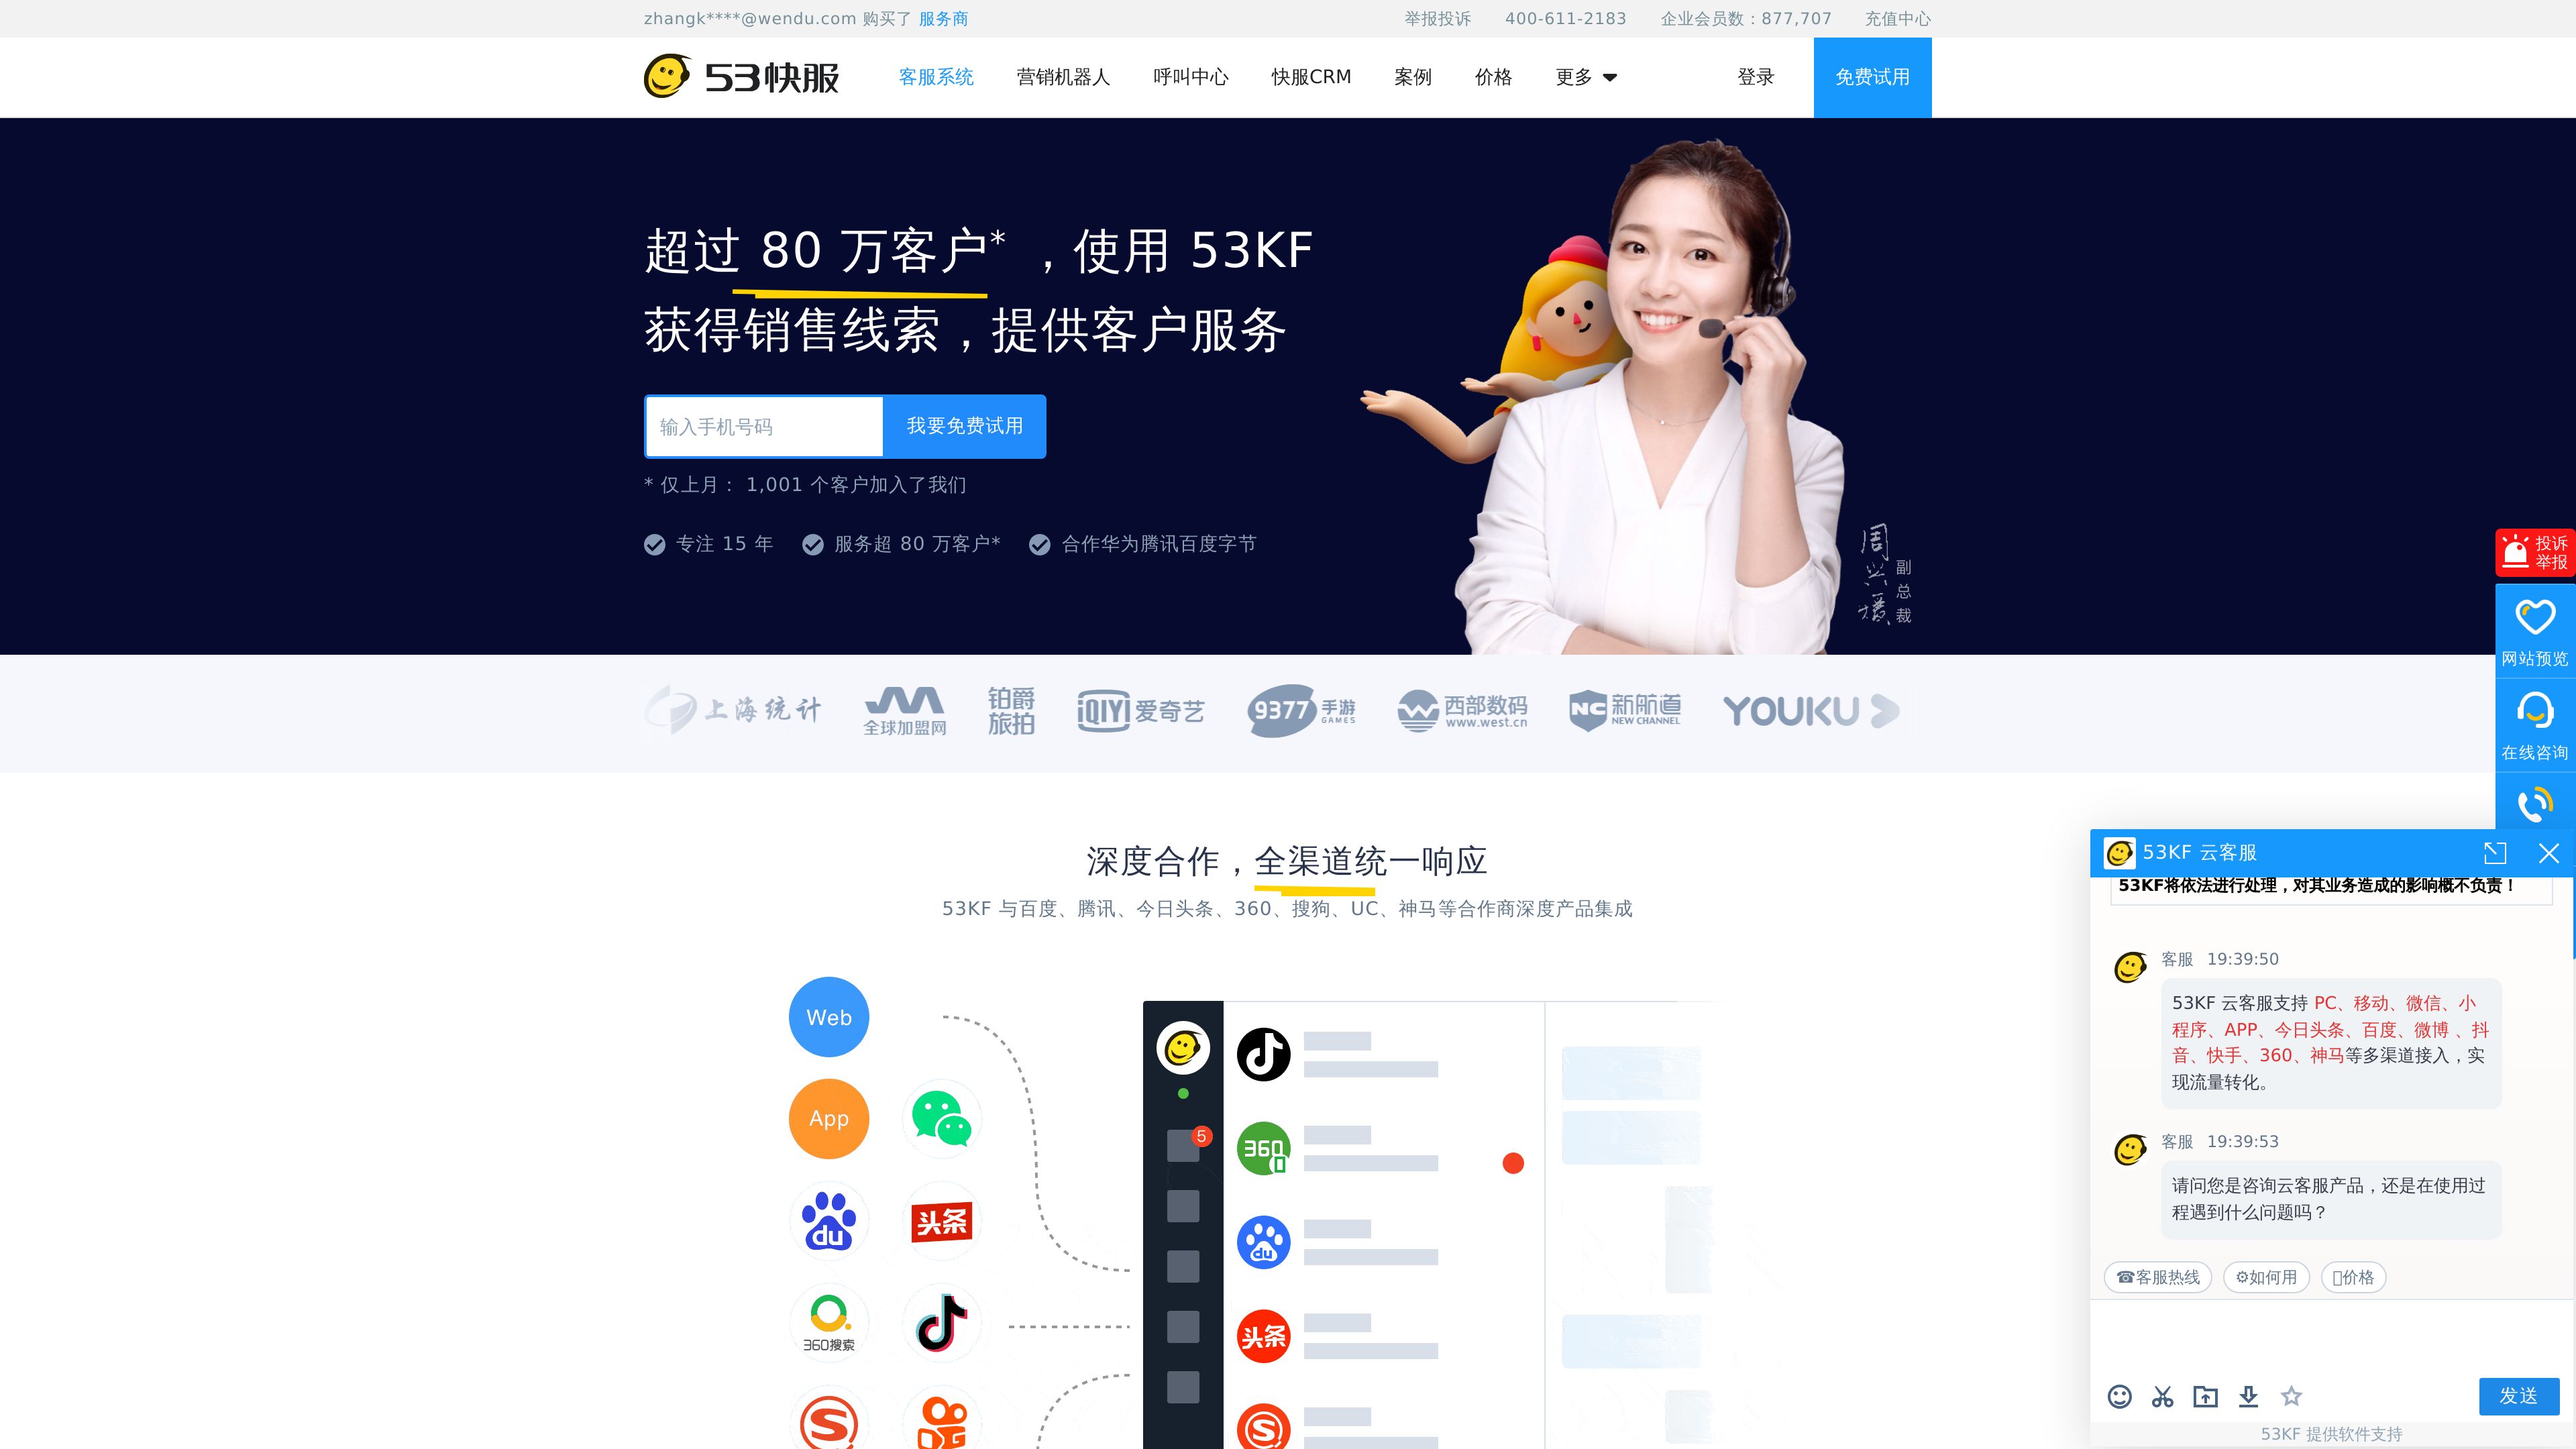 zhangk****@wendu.com 购买了 服务商
举报投诉 400-611-2183 企业会员数：877,707 充值中心
53快服 客服系统 营销机器人 呼叫中心 快服CRM 案例 价格 更多 登录 免费试用
超过 80 万客户* ，使用 53KF
获得销售线索，提供客户服务
输入手机号码 我要免费试用
* 仅上月： 1,001 个客户加入了我们
专注 15 年 服务超 80 万客户* 合作华为腾讯百度字节
副总裁
投诉
举报
网站预览
在线咨询
上海统计
全球加盟网
铂爵
旅拍
iQIYI 爱奇艺
9377 手游
GAMES
西部数码
www.west.cn
NC 新航道
NEW CHANNEL
YOUKU
深度合作，全渠道统一响应
53KF 与百度、腾讯、今日头条、360、搜狗、UC、神马等合作商深度产品集成
Web
App
du
头条
360搜索
5
360
du
头条
53KF 云客服
53KF将依法进行处理，对其业务造成的影响概不负责！
客服 19:39:50
53KF 云客服支持 PC、移动、微信、小
程序、APP、今日头条、百度、微博 、抖
音、快手、360、神马等多渠道接入，实
现流量转化。
客服 19:39:53
请问您是咨询云客服产品，还是在使用过
程遇到什么问题吗？
☎客服热线 ⚙如何用 价格
发送
53KF 提供软件支持